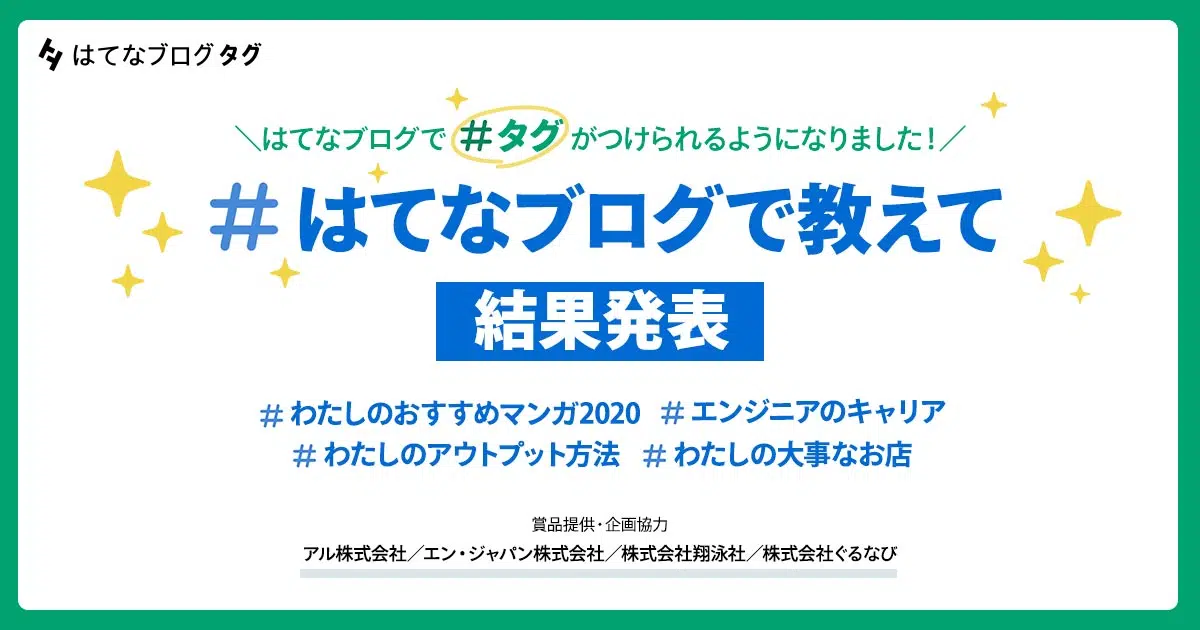 はてなブログ タグ
＼はてなブログで #タグ がつけられるようになりました！／
#はてなブログで教えて
結果発表
#わたしのおすすめマンガ2020 #エンジニアのキャリア
#わたしのアウトプット方法 #わたしの大事なお店
賞品提供・企画協力
アル株式会社／エン・ジャパン株式会社／株式会社翔泳社／株式会社ぐるなび